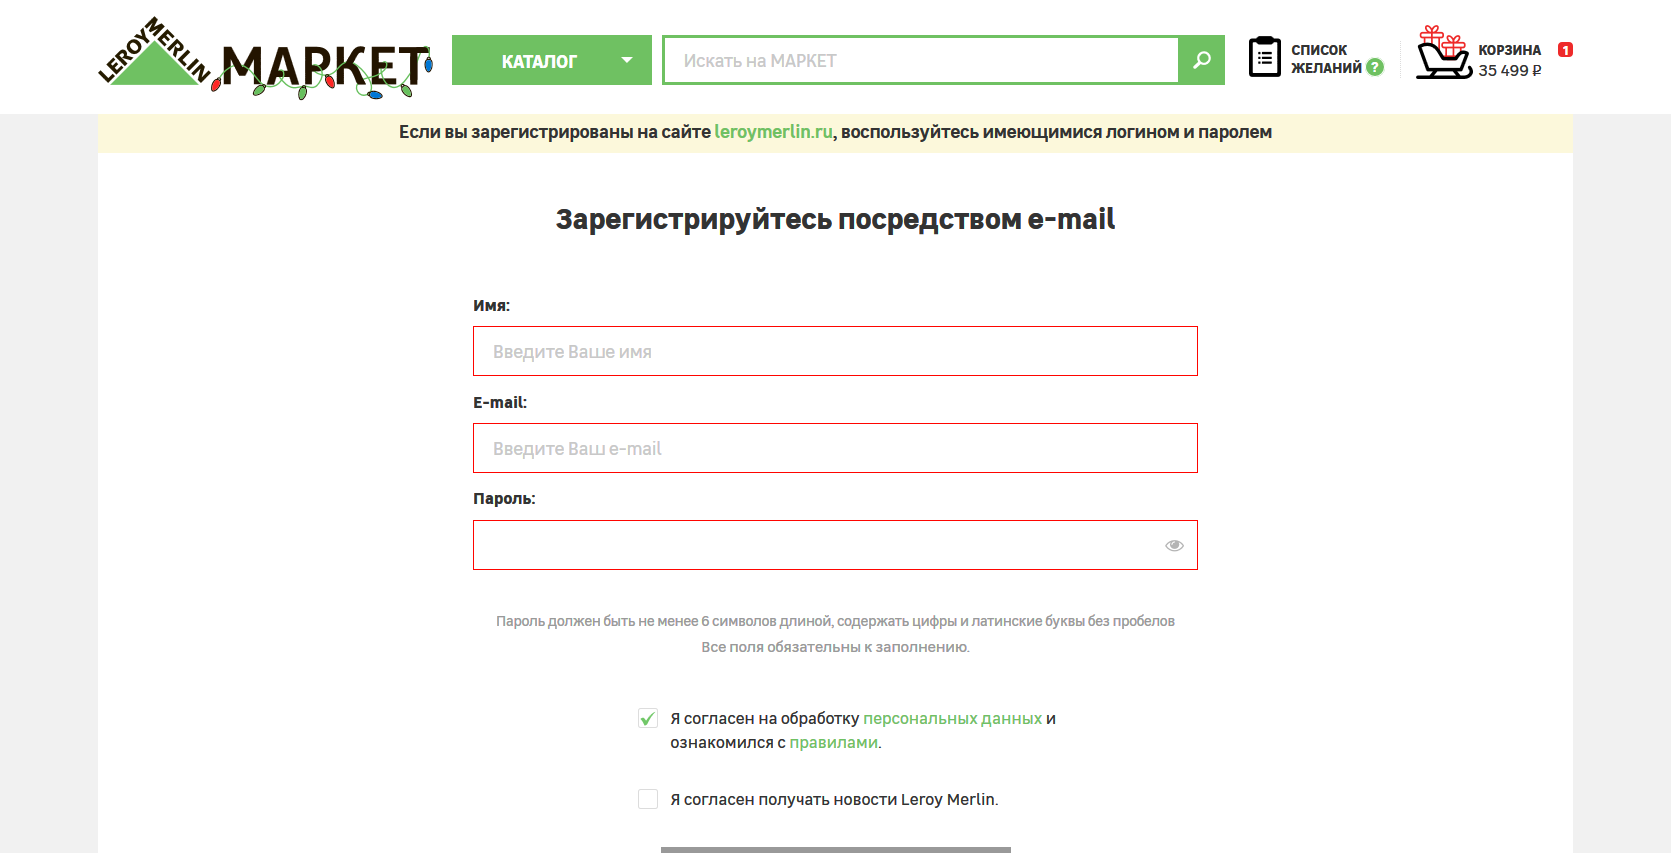 LEROY MERLIN МАРКЕТ
КАТАЛОГ
Искать на МАРКЕТ
СПИСОК
ЖЕЛАНИЙ ?
КОРЗИНА 1
35 499 ₽
Если вы зарегистрированы на сайте leroymerlin.ru, воспользуйтесь имеющимися логином и паролем
Зарегистрируйтесь посредством e-mail
Имя:
Введите Ваше имя
E-mail:
Введите Ваш e-mail
Пароль:
Пароль должен быть не менее 6 символов длиной, содержать цифры и латинские буквы без пробелов
Все поля обязательны к заполнению.
Я согласен на обработку персональных данных и
ознакомился с правилами.
Я согласен получать новости Leroy Merlin.